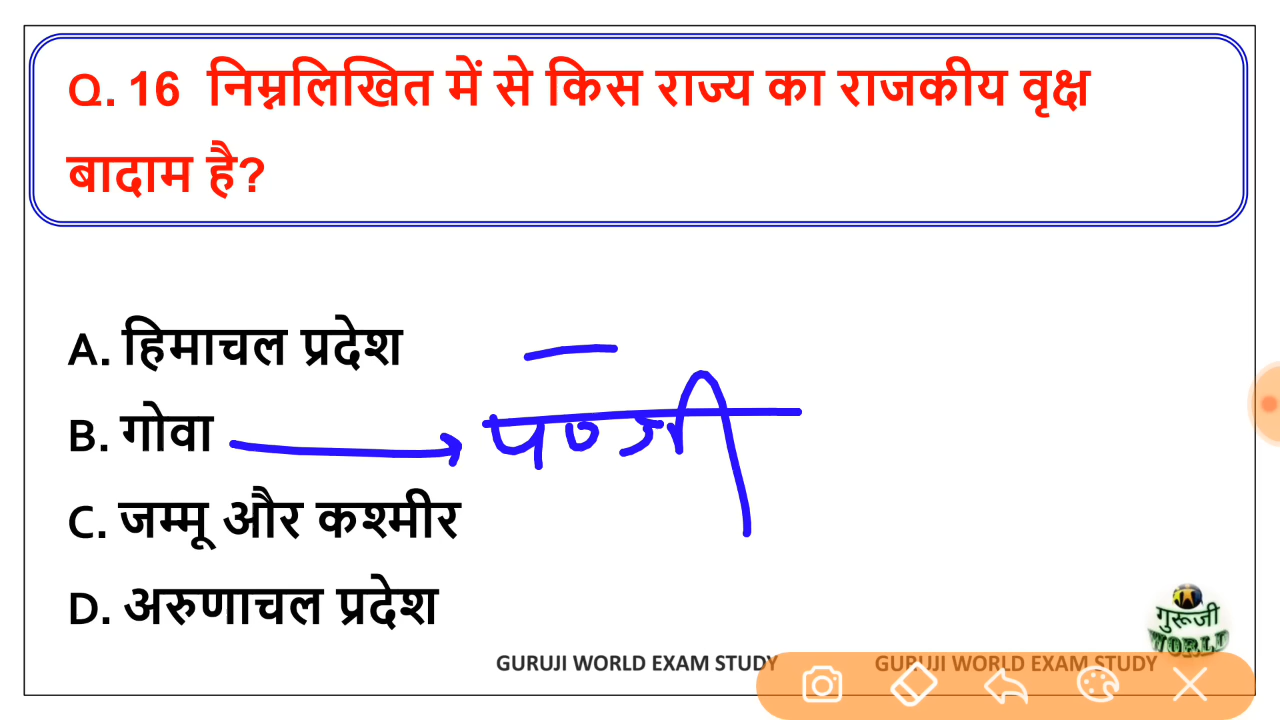 Q. 16 निम्नलिखित में से किस राज्य का राजकीय वृक्ष
बादाम है?
A. हिमाचल प्रदेश
B. गोवा
C. जम्मू और कश्मीर
D. अरुणाचल प्रदेश
गुरूजी
WORLD
GURUJI WORLD EXAM STUDY GURUJI WORLD EXAM STUDY